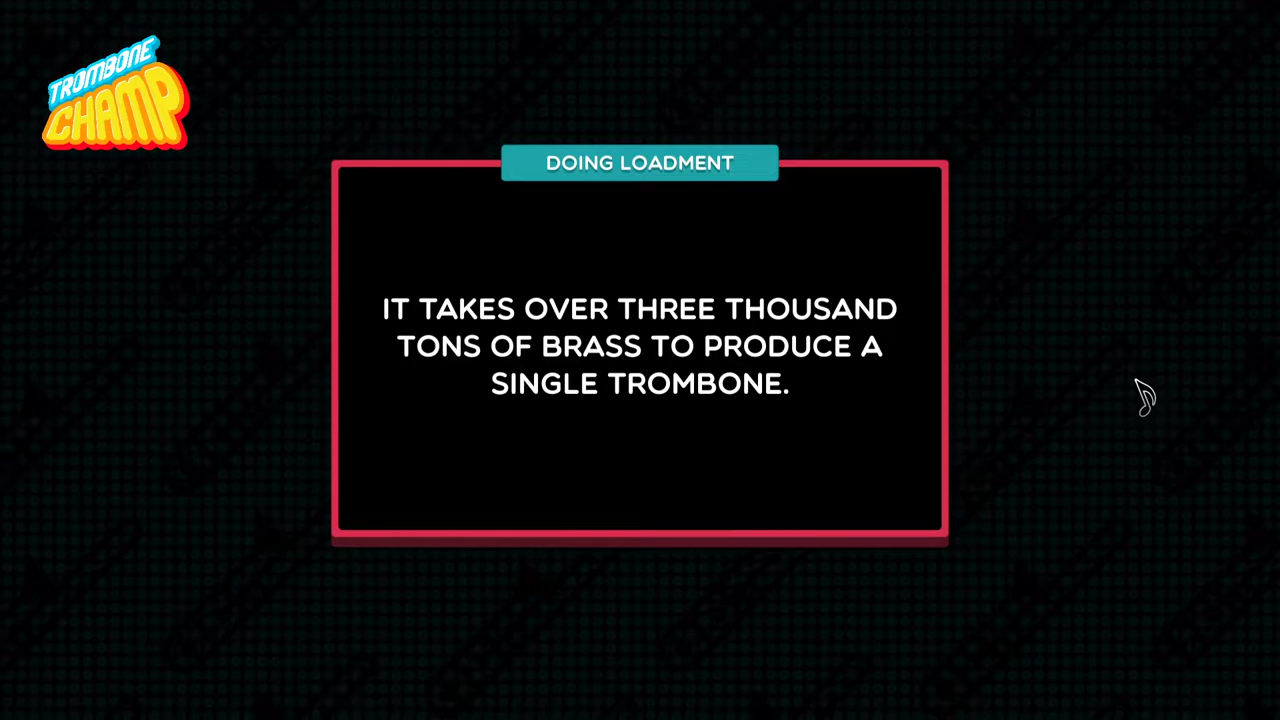 TROMBONE
CHAMP
DOING LOADMENT
IT TAKES OVER THREE THOUSAND
TONS OF BRASS TO PRODUCE A
SINGLE TROMBONE.